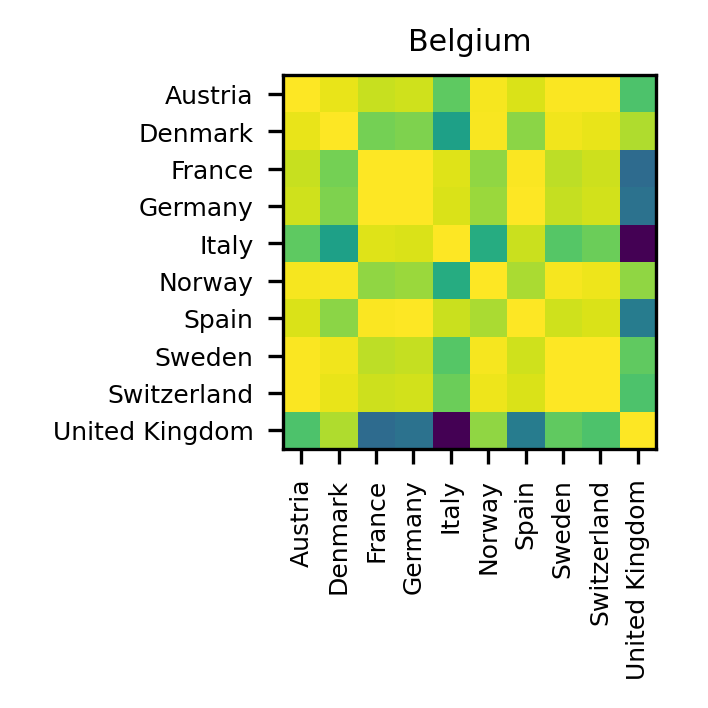 Belgium
Austria
Denmark
France
Germany
Italy
Norway
Spain
Sweden
Switzerland
United Kingdom
Austria
Denmark
France
Germany
Italy
Norway
Spain
Sweden
Switzerland
United Kingdom